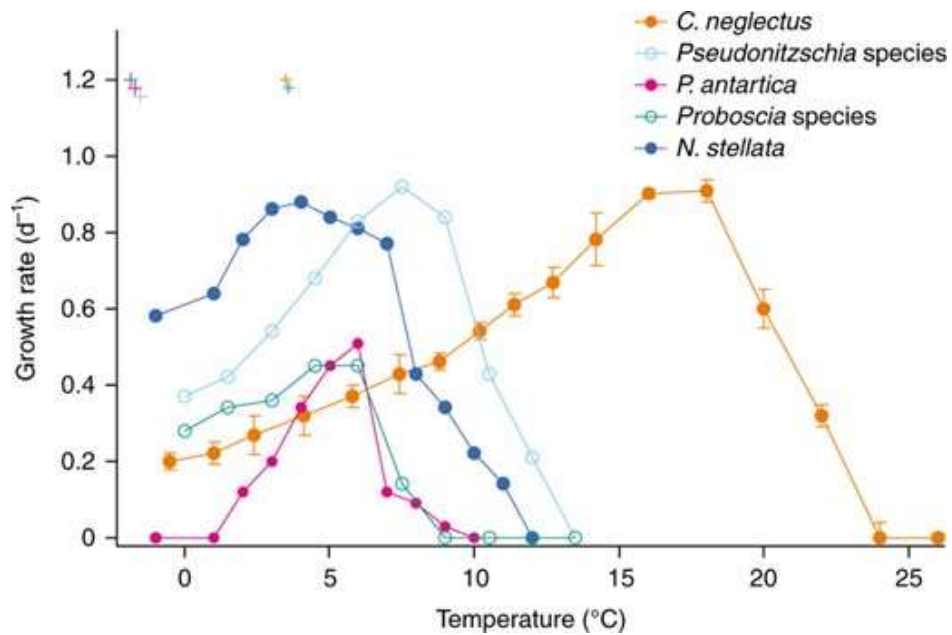 C. neglectus
Pseudonitzschia species
P. antartica
Proboscia species
N. stellata
1.2
1.0
0.8
0.6
0.4
0.2
0
Growth rate (d⁻¹)
0 5 10 15 20 25
Temperature (°C)